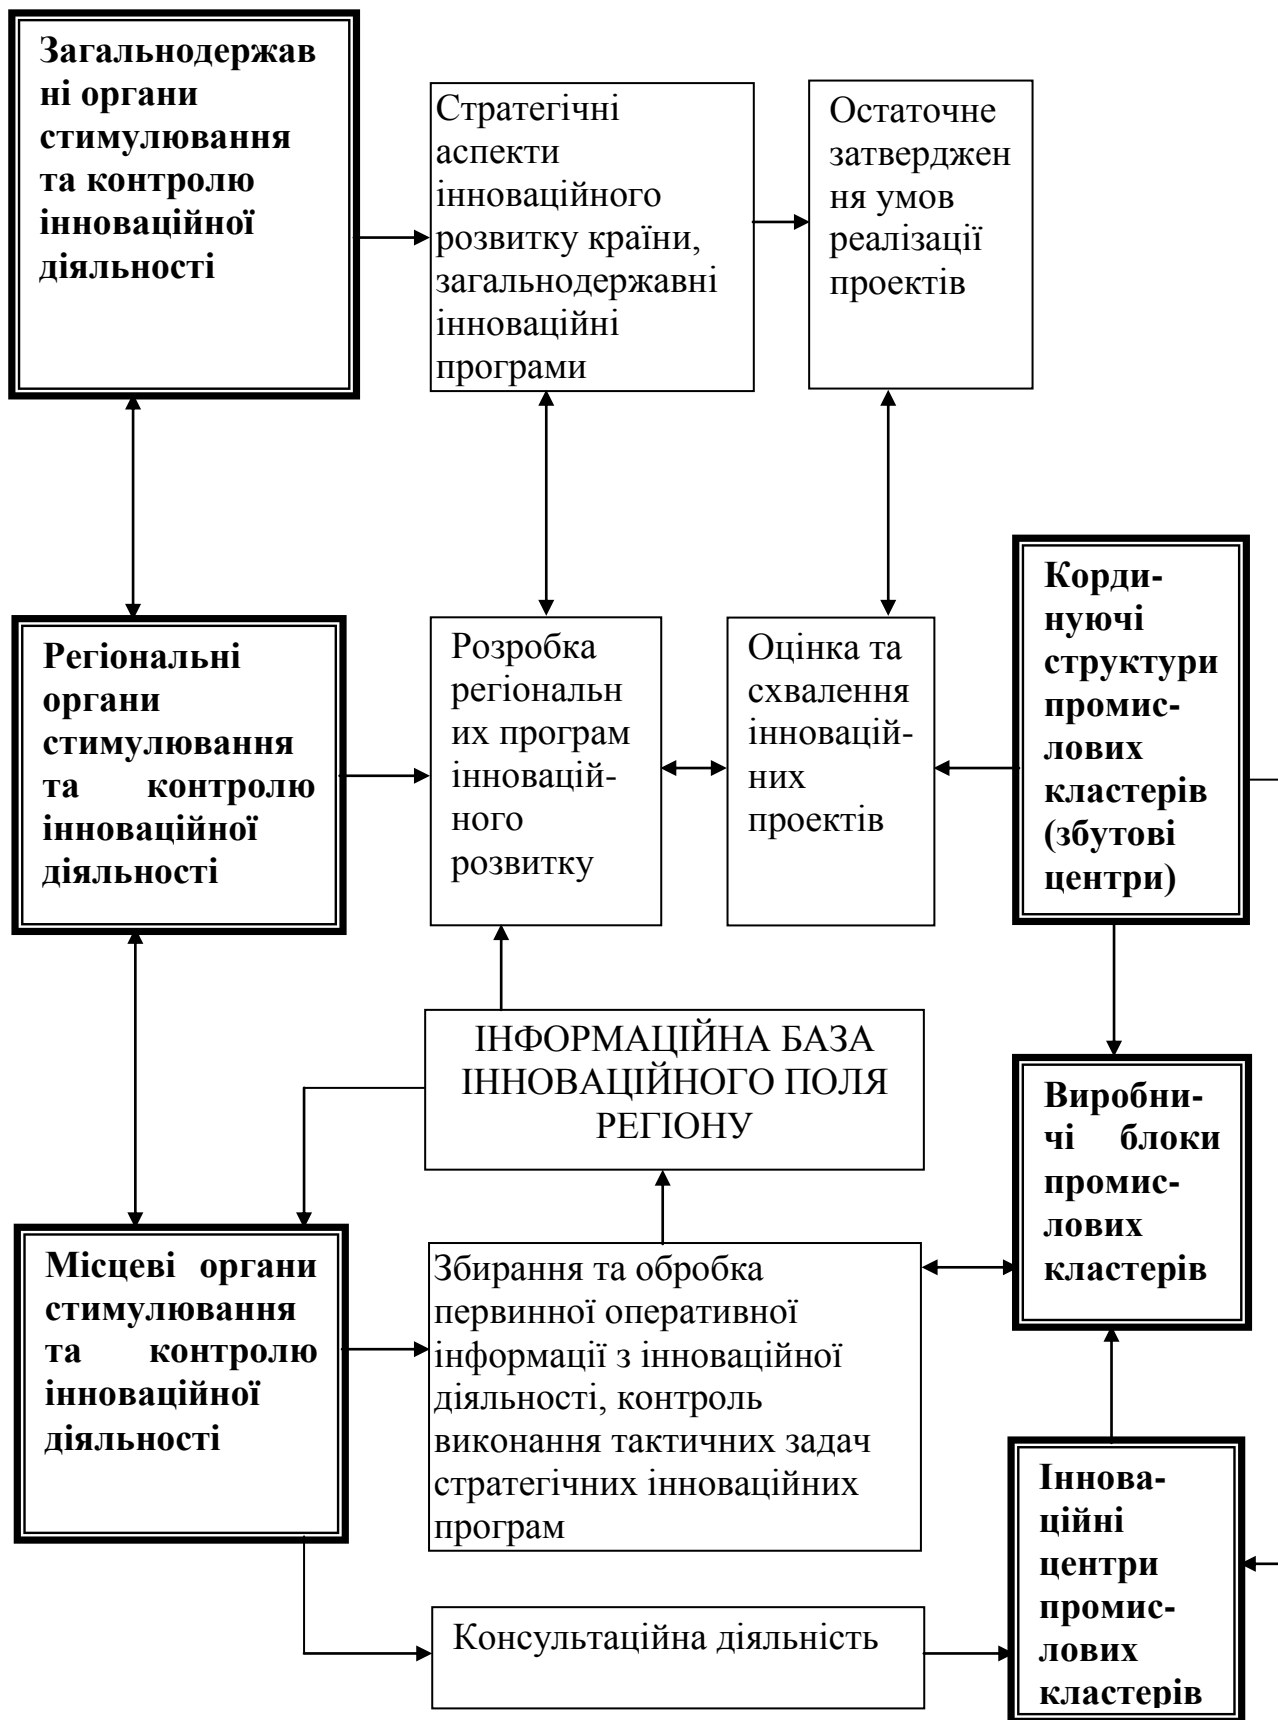 Загальнодержав
ні органи
стимулювання
та контролю
інноваційної
діяльності
Стратегічні
аспекти
інноваційного
розвитку країни,
загальнодержавні
інноваційні
програми
Остаточне
затверджен
ня умов
реалізації
проектів
Регіональні
органи
стимулювання
та контролю
інноваційної
діяльності
Розробка
регіональн
их програм
інновацій-
ного
розвитку
Оцінка та
схвалення
інновацій-
них
проектів
Корди-
нуючі
структури
промис-
лових
кластерів
(збутові
центри)
ІНФОРМАЦІЙНА БАЗА
ІННОВАЦІЙНОГО ПОЛЯ
РЕГІОНУ
Виробни-
чі блоки
промис-
лових
кластерів
Місцеві органи
стимулювання
та контролю
інноваційної
діяльності
Збирання та обробка
первинної оперативної
інформації з інноваційної
діяльності, контроль
виконання тактичних задач
стратегічних інноваційних
програм
Іннова-
ційні
центри
промис-
лових
кластерів
Консультаційна діяльність